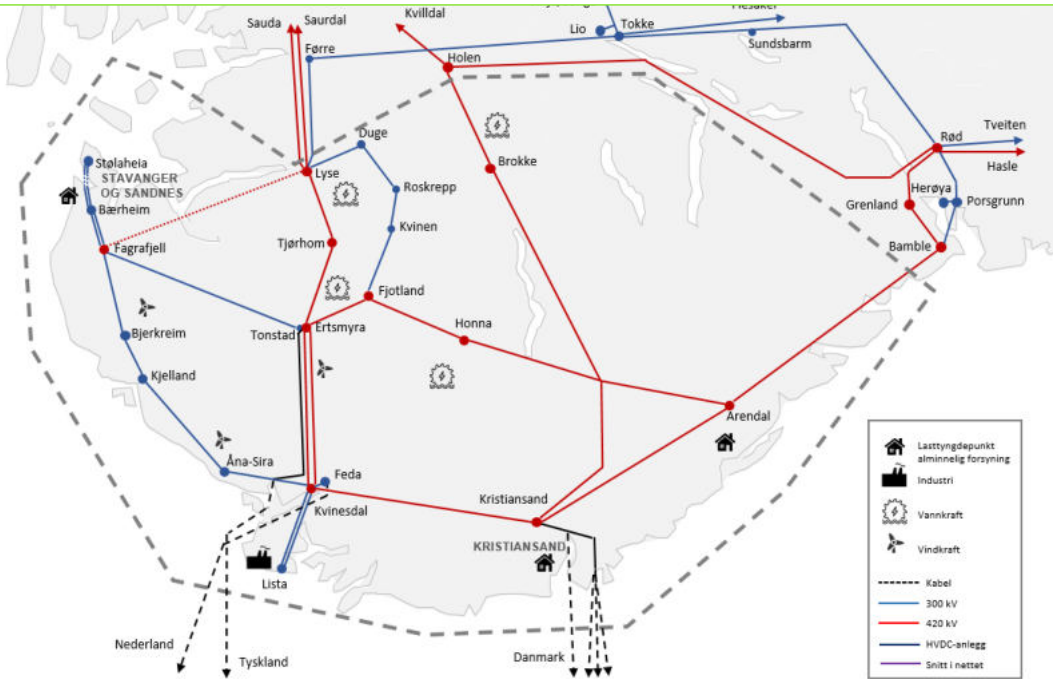 Sauda
Saurdal
Kvilldal
Lio
Tokke
Sundsbarm
Førre
Holen
Duge
Rød
Tveiten
Hasle
Stølaheia
STAVANGER
OG SANDNES
Lyse
Brokke
Roskrepp
Herøya
Porsgrunn
Grenland
Bærheim
Kvinen
Fagrafjell
Tjørhom
Bamble
Fjotland
Bjerkreim
Tonstad
Ertsmyra
Honna
Kjelland
Arendal
Åna-Sira
Feda
Kvinesdal
Kristiansand
KRISTIANSAND
Lista
Nederland
Tyskland
Danmark
Lasttyngdepunkt
alminnelig forsyning
Industri
Vannkraft
Vindkraft
Kabel
300 kV
420 kV
HVDC-anlegg
Snitt i nettet